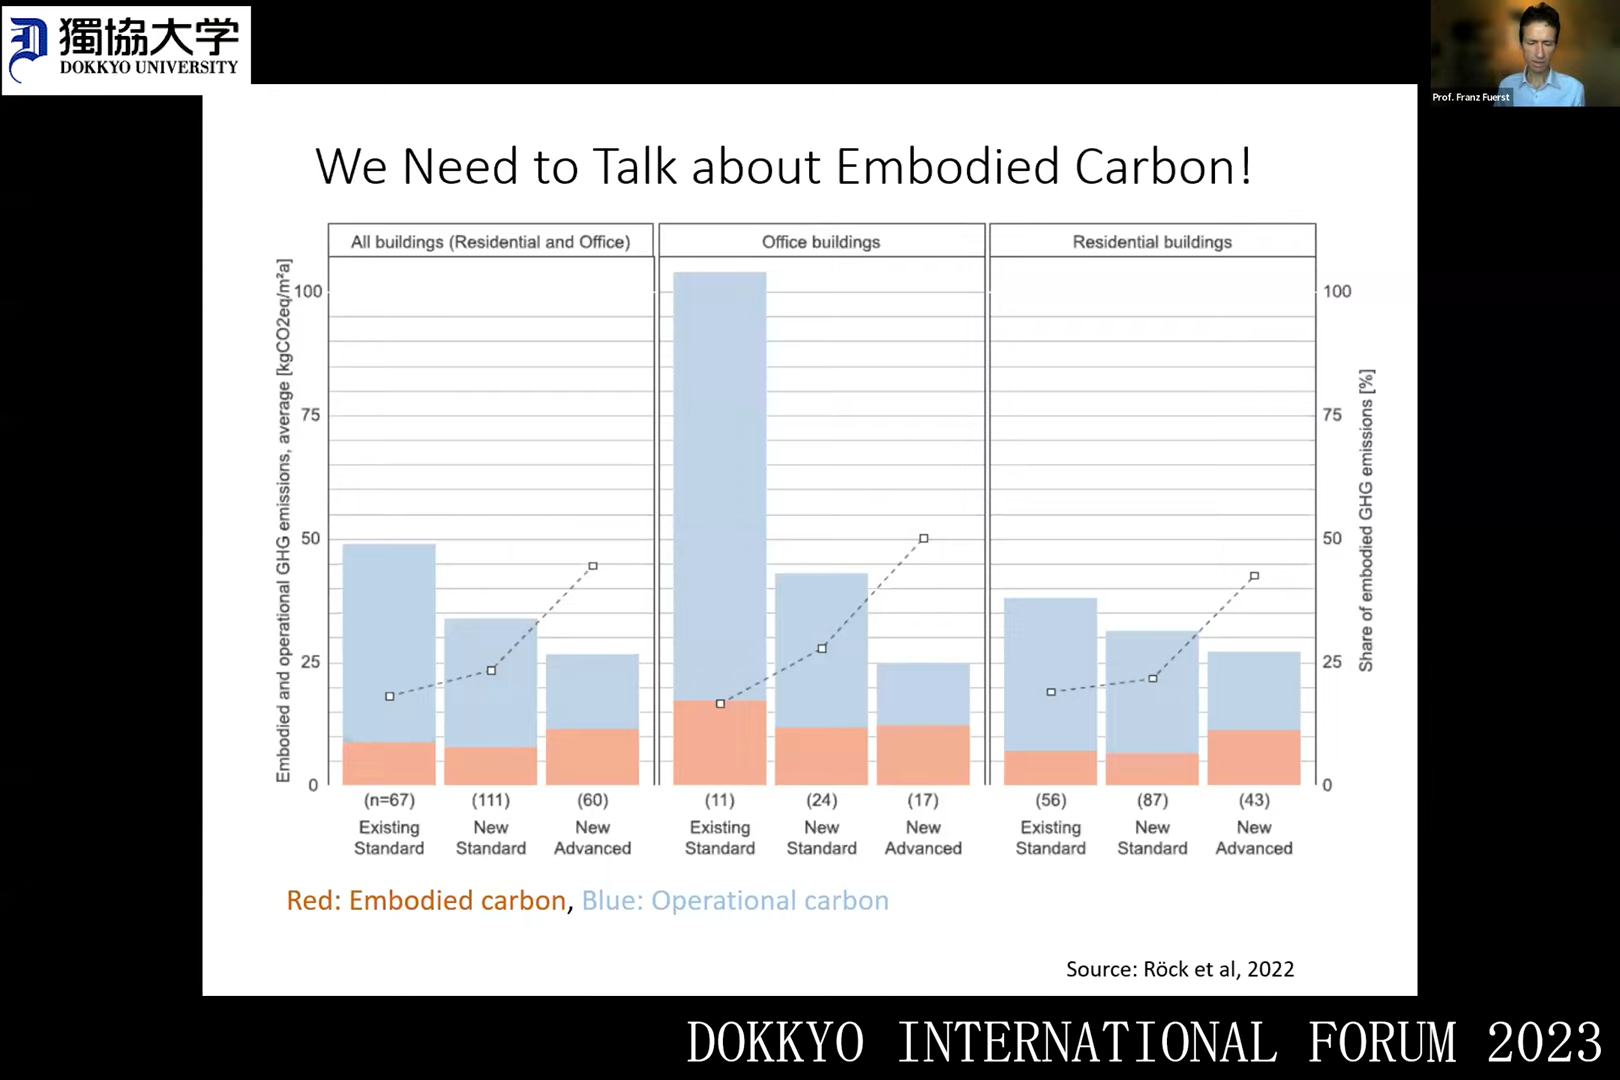 獨協大学
DOKKYO UNIVERSITY
Prof. Franz Fuerst
We Need to Talk about Embodied Carbon!
All buildings (Residential and Office)
Office buildings
Residential buildings
Embodied and operational GHG emissions, average [kgCO2eq/m²a]
100
75
50
25
0
100
75
50
25
0
Share of embodied GHG emissions [%]
(n=67)
(111)
(60)
(11)
(24)
(17)
(56)
(87)
(43)
Existing
Standard
New
Standard
New
Advanced
Existing
Standard
New
Standard
New
Advanced
Existing
Standard
New
Standard
New
Advanced
Red: Embodied carbon, Blue: Operational carbon
Source: Röck et al, 2022
DOKKYO INTERNATIONAL FORUM 2023